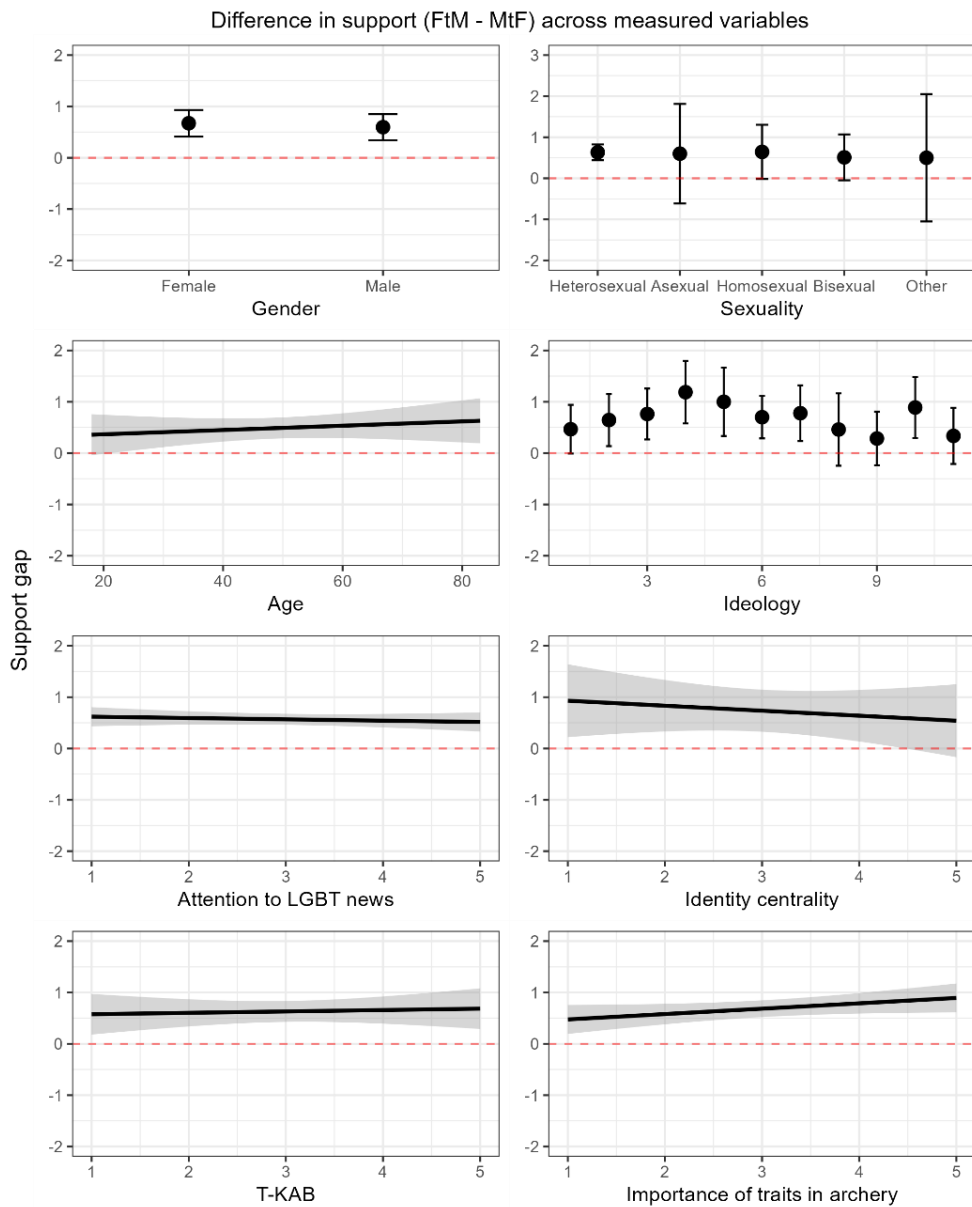 Difference in support (FtM - MtF) across measured variables
Support gap
2
1
0
-1
-2
Female Male
Gender
3
2
1
0
-1
-2
Heterosexual Asexual Homosexual Bisexual Other
Sexuality
2
1
0
-1
-2
20 40 60 80
Age
2
1
0
-1
-2
3 6 9
Ideology
2
1
0
-1
-2
1 2 3 4 5
Attention to LGBT news
2
1
0
-1
-2
1 2 3 4 5
Identity centrality
2
1
0
-1
-2
1 2 3 4 5
T-KAB
2
1
0
-1
-2
1 2 3 4 5
Importance of traits in archery